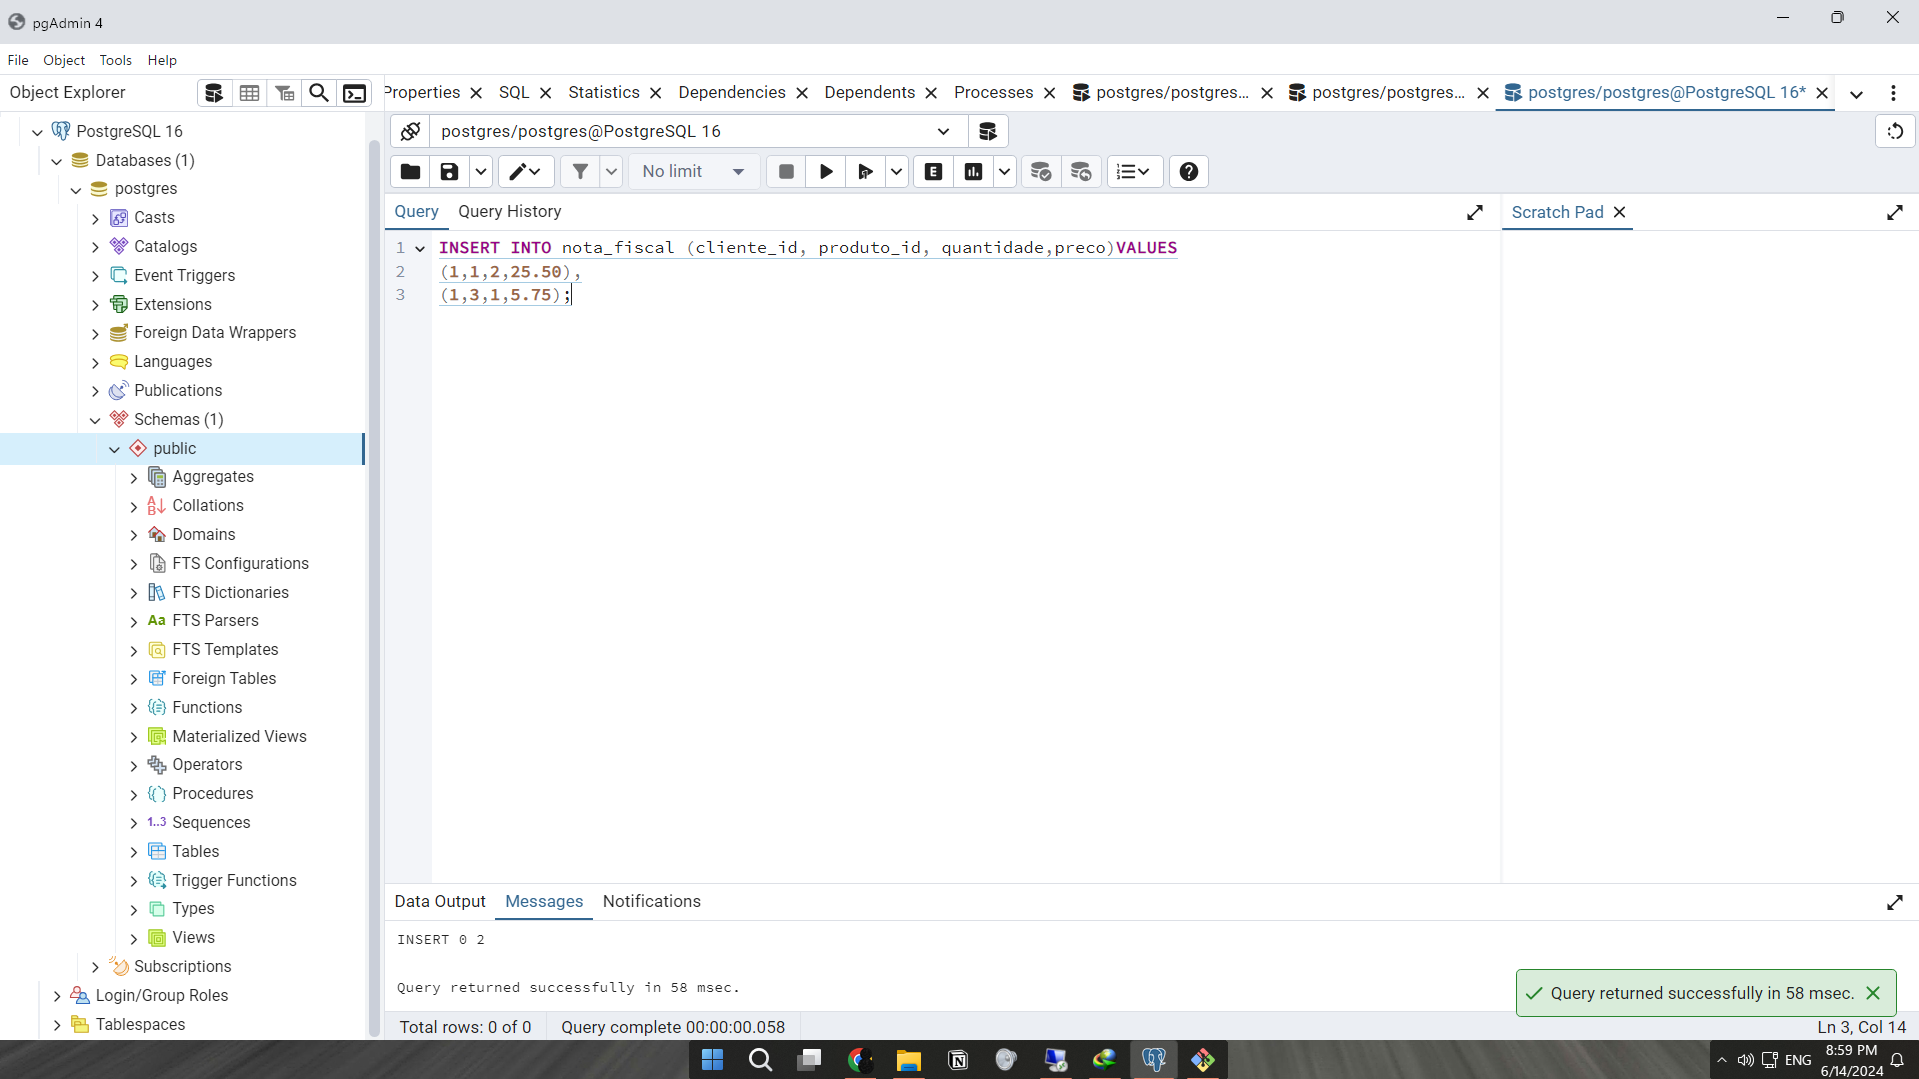 pgAdmin 4
File Object Tools Help
Object Explorer
roperties SQL Statistics Dependencies Dependents Processes postgres/postgres... postgres/postgres... postgres/postgres@PostgreSQL 16*
PostgreSQL 16
Databases (1)
postgres
Casts
Catalogs
Event Triggers
Extensions
Foreign Data Wrappers
Languages
Publications
Schemas (1)
public
Aggregates
Collations
Domains
FTS Configurations
FTS Dictionaries
Aa FTS Parsers
FTS Templates
Foreign Tables
Functions
Materialized Views
Operators
Procedures
1..3 Sequences
Tables
Trigger Functions
Types
Views
Subscriptions
Login/Group Roles
Tablespaces
postgres/postgres@PostgreSQL 16
No limit
E
Query Query History
Scratch Pad
1 INSERT INTO nota_fiscal (cliente_id, produto_id, quantidade,preco)VALUES
2 (1,1,2,25.50),
3 (1,3,1,5.75);
Data Output Messages Notifications
INSERT 0 2
Query returned successfully in 58 msec.
Query returned successfully in 58 msec.
Total rows: 0 of 0 Query complete 00:00:00.058
Ln 3, Col 14
ENG
8:59 PM
6/14/2024